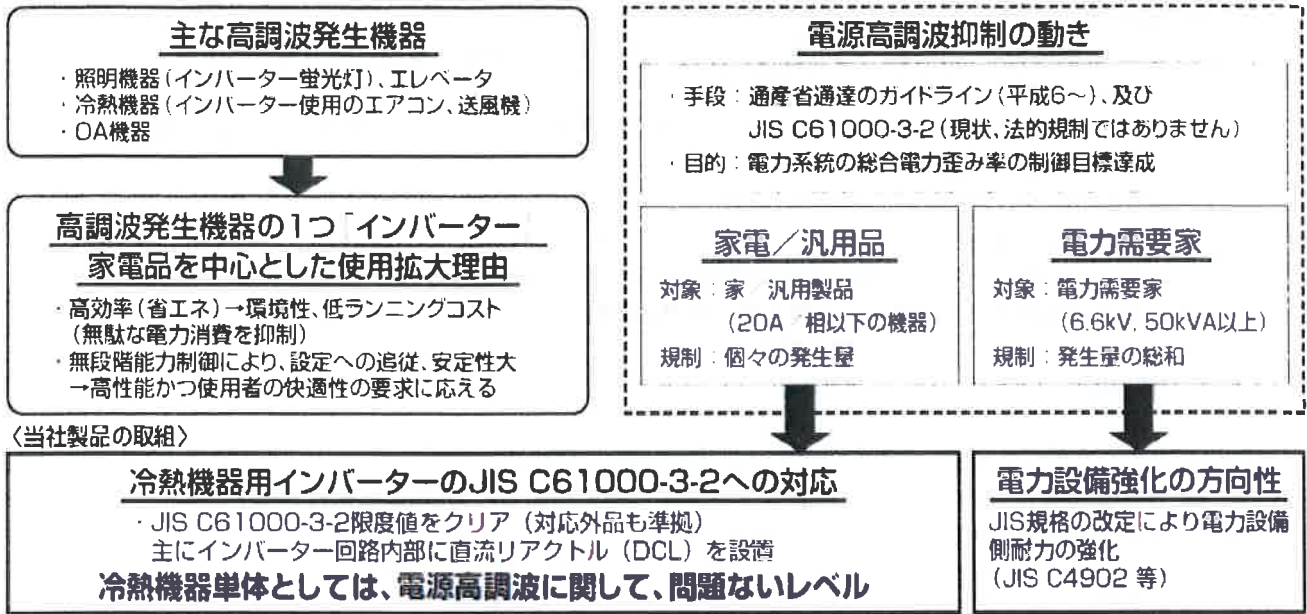 主な高調波発生機器
・照明機器(インバーター蛍光灯)、エレベータ
・冷熱機器(インバーター使用のエアコン、送風機)
・OA機器
高調波発生機器の1つ「インバーター
家電品を中心とした使用拡大理由
・高効率(省エネ)→環境性、低ランニングコスト
(無駄な電力消費を抑制)
・無段階能力制御により、設定への追従、安定性大
→高性能かつ使用者の快適性の要求に応える
電源高調波抑制の動き
・手段:通産省通達のガイドライン(平成6~)、及び
JIS C61000-3-2(現状、法的規制ではありません)
・目的:電力系統の総合電力歪み率の制御目標達成
家電/汎用品
対象:家 汎用製品
(20A/相以下の機器)
規制:個々の発生量
電力需要家
対象:電力需要家
(6.6kV, 50kVA以上)
規制:発生量の総和
〈当社製品の取組〉
冷熱機器用インバーターのJIS C61000-3-2への対応
・JIS C61000-3-2限度値をクリア(対応外品も準拠)
主にインバーター回路内部に直流リアクトル(DCL)を設置
冷熱機器単体としては、電源高調波に関して、問題ないレベル
電力設備強化の方向性
JIS規格の改定により電力設備
側耐力の強化
(JIS C4902 等)